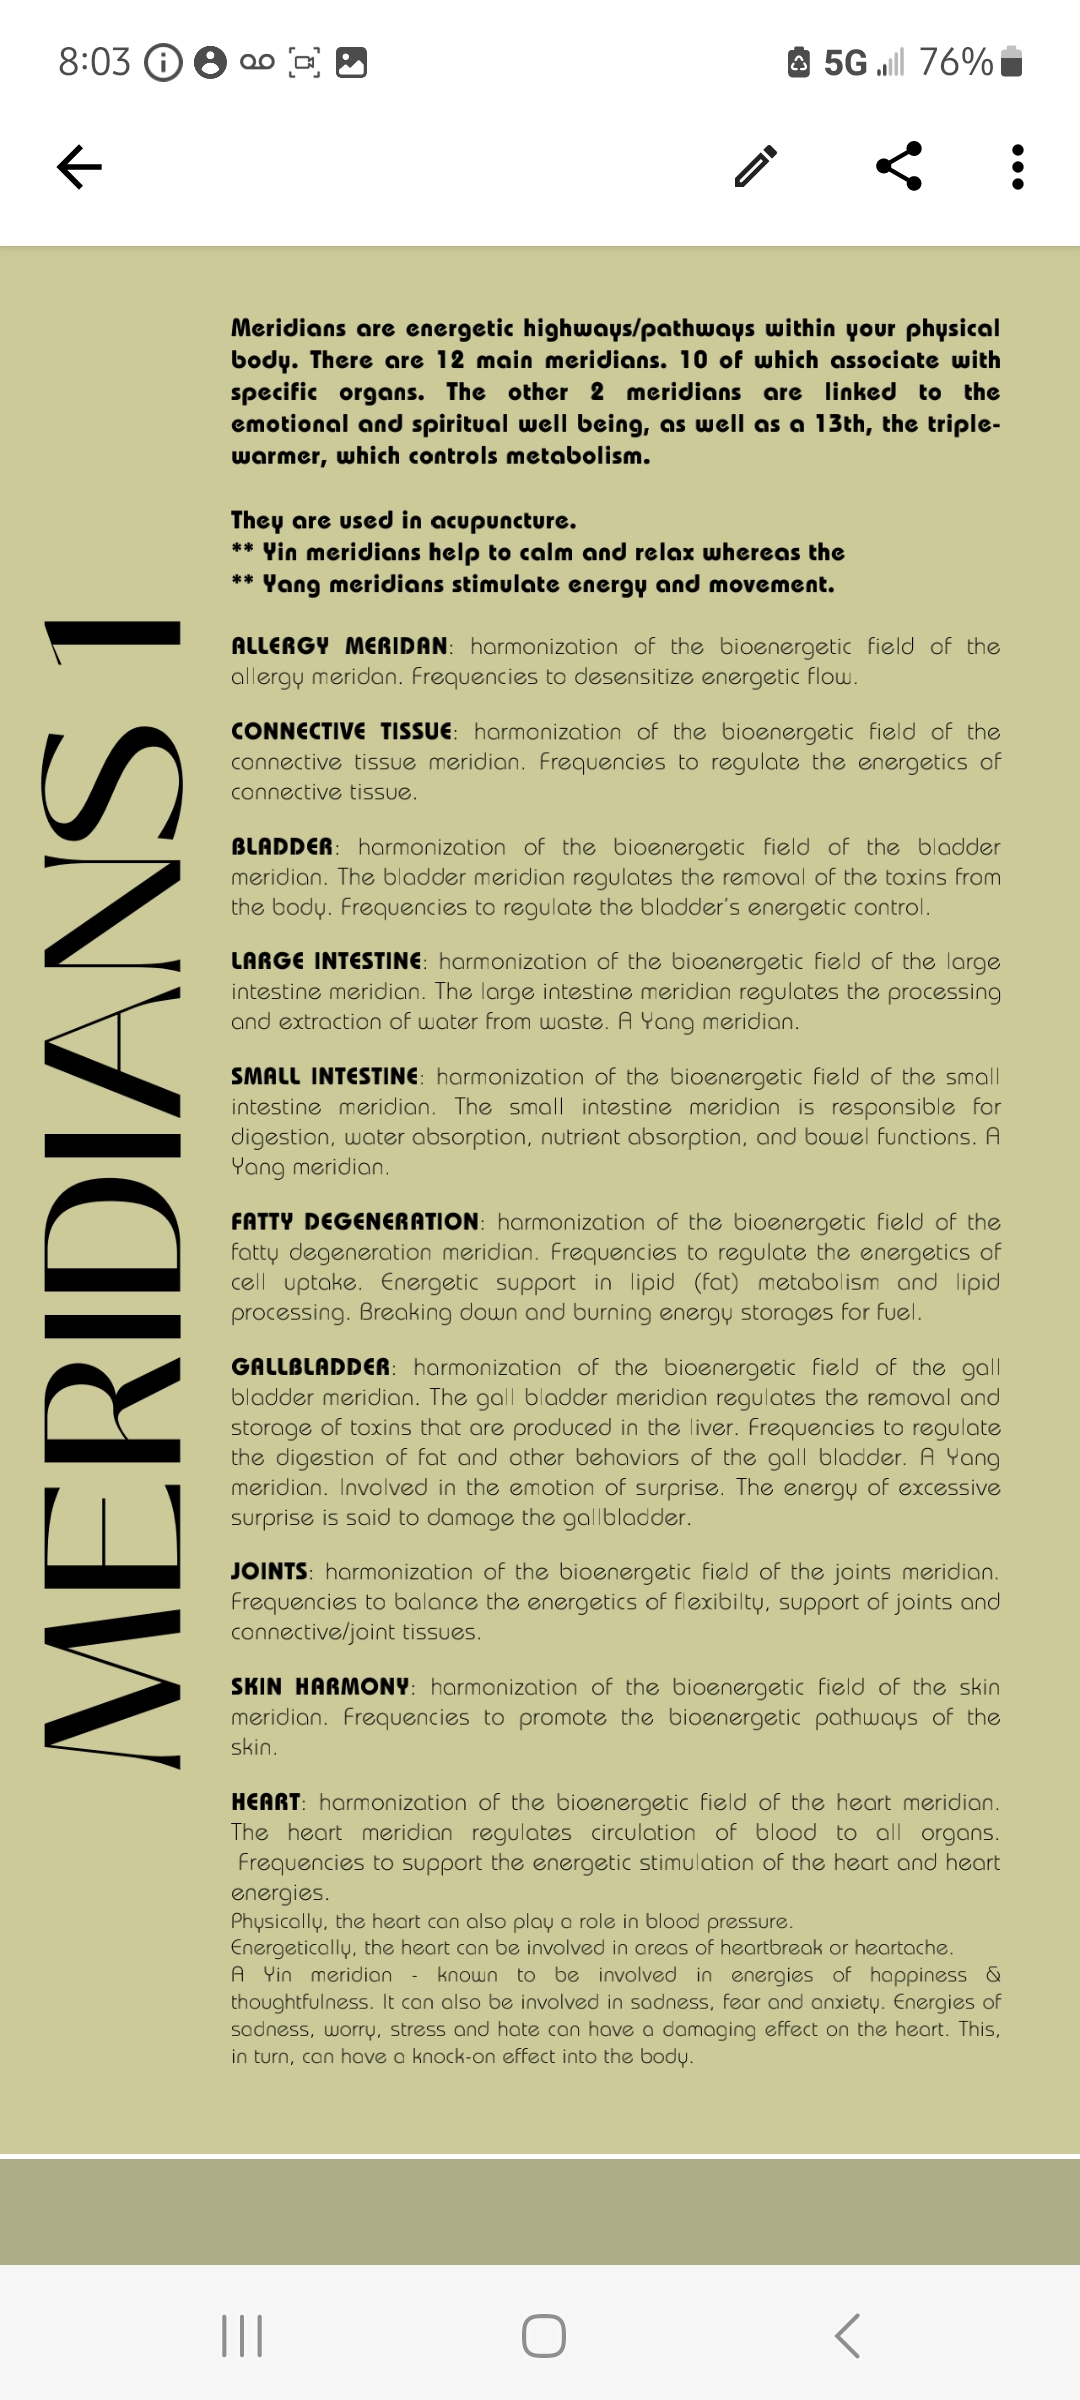 8:03
5G 76%
MERIDIANS 1
Meridians are energetic highways/pathways within your physical
body. There are 12 main meridians. 10 of which associate with
specific organs. The other 2 meridians are linked to the
emotional and spiritual well being, as well as a 13th, the triple-
warmer, which controls metabolism.
They are used in acupuncture.
** Yin meridians help to calm and relax whereas the
** Yang meridians stimulate energy and movement.
ALLERGY MERIDAN: harmonization of the bioenergetic field of the
allergy meridan. Frequencies to desensitize energetic flow.
CONNECTIVE TISSUE: harmonization of the bioenergetic field of the
connective tissue meridian. Frequencies to regulate the energetics of
connective tissue.
BLADDER: harmonization of the bioenergetic field of the bladder
meridian. The bladder meridian regulates the removal of the toxins from
the body. Frequencies to regulate the bladder's energetic control.
LARGE INTESTINE: harmonization of the bioenergetic field of the large
intestine meridian. The large intestine meridian regulates the processing
and extraction of water from waste. A Yang meridian.
SMALL INTESTINE: harmonization of the bioenergetic field of the small
intestine meridian. The small intestine meridian is responsible for
digestion, water absorption, nutrient absorption, and bowel functions. A
Yang meridian.
FATTY DEGENERATION: harmonization of the bioenergetic field of the
fatty degeneration meridian. Frequencies to regulate the energetics of
cell uptake. Energetic support in lipid (fat) metabolism and lipid
processing. Breaking down and burning energy storages for fuel.
GALLBLADDER: harmonization of the bioenergetic field of the gall
bladder meridian. The gall bladder meridian regulates the removal and
storage of toxins that are produced in the liver. Frequencies to regulate
the digestion of fat and other behaviors of the gall bladder. A Yang
meridian. Involved in the emotion of surprise. The energy of excessive
surprise is said to damage the gallbladder.
JOINTS: harmonization of the bioenergetic field of the joints meridian.
Frequencies to balance the energetics of flexibilty, support of joints and
connective/joint tissues.
SKIN HARMONY: harmonization of the bioenergetic field of the skin
meridian. Frequencies to promote the bioenergetic pathways of the
skin.
HEART: harmonization of the bioenergetic field of the heart meridian.
The heart meridian regulates circulation of blood to all organs.
Frequencies to support the energetic stimulation of the heart and heart
energies.
Physically, the heart can also play a role in blood pressure.
Energetically, the heart can be involved in areas of heartbreak or heartache.
A Yin meridian - known to be involved in energies of happiness &
thoughtfulness. It can also be involved in sadness, fear and anxiety. Energies of
sadness, worry, stress and hate can have a damaging effect on the heart. This,
in turn, can have a knock-on effect into the body.